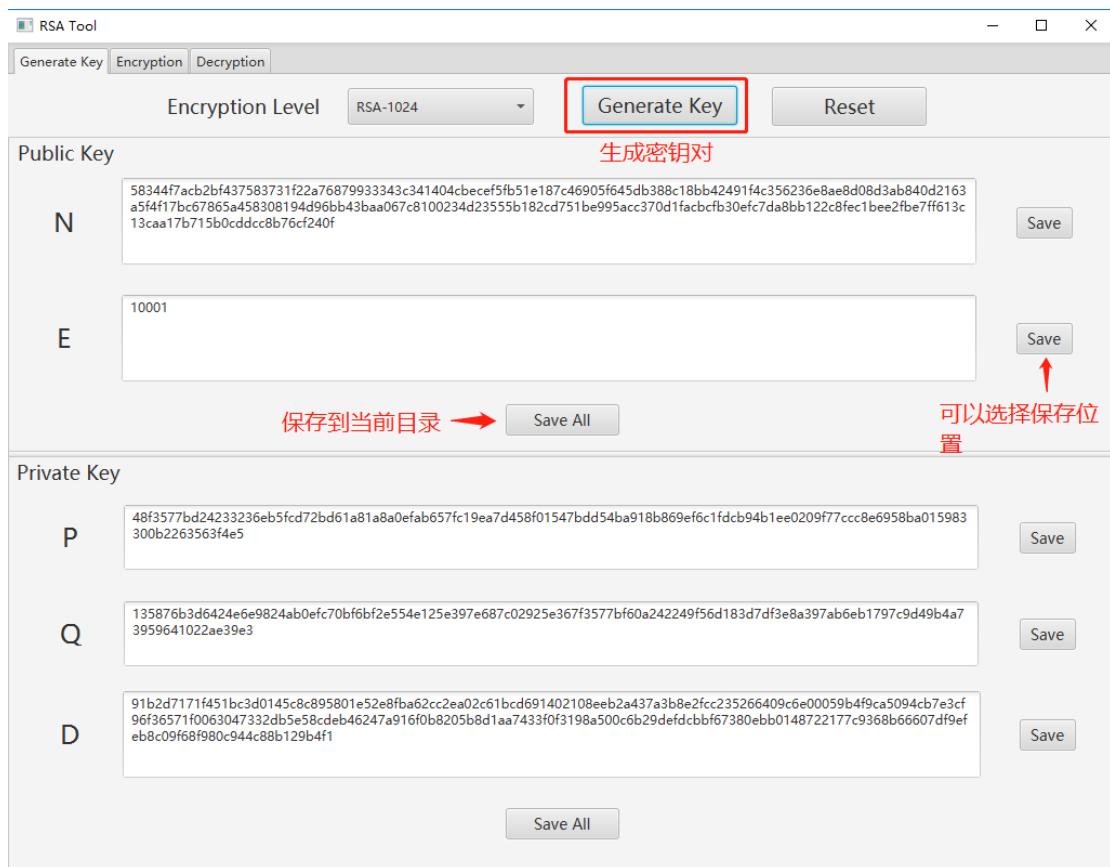 RSA Tool
Generate Key Encryption Decryption
Encryption Level RSA-1024 Generate Key Reset
生成密钥对
Public Key
N
58344f7acb2bf437583731f22a76879933343c341404cbecef5fb51e187c46905f645db388c18bb42491f4c356236e8ae8d08d3ab840d2163
a5f4f17bc67865a458308194d96bb43baa067c8100234d23555b182cd751be995acc370d1facbcfb30efc7da8bb122c8fec1bee2fbe7ff613c
13caa17b715b0cddcc8b76cf240f
Save
E
10001
Save
可以选择保存位
置
保存到当前目录
Save All
Private Key
P
48f3577bd24233236eb5fcd72bd61a81a8a0efab657fc19ea7d458f01547bdd54ba918b869ef6c1fdcb94b1ee0209f77ccc8e6958ba015983
300b2263563f4e5
Save
Q
135876b3d6424e6e9824ab0efc70bf6bf2e554e125e397e687c02925e367f3577bf60a242249f56d183d7df3e8a397ab6eb1797c9d49b4a7
3959641022ae39e3
Save
D
91b2d7171f451bc3d0145c8c895801e52e8fba62cc2ea02c61bcd691402108eeb2a437a3b8e2fcc235266409c6e00059b4f9ca5094cb7e3cf
96f36571f0063047332db5e58cdeb46247a916f0b8205b8d1aa7433f0f3198a500c6b29defdcbbf67380ebb0148722177c9368b66607df9ef
eb8c09f68f980c944c88b129b4f1
Save
Save All